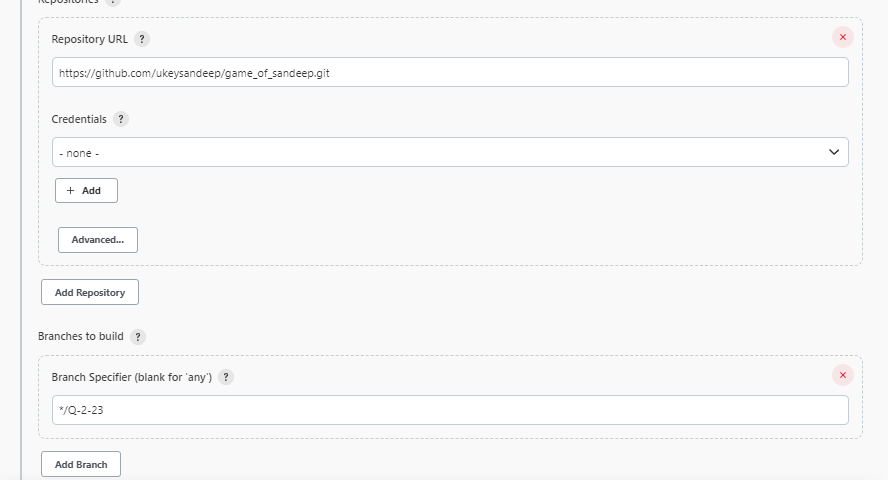 Repositories ?
Repository URL ?
https://github.com/ukeysandeep/game_of_sandeep.git
Credentials ?
- none -
+ Add
Advanced...
Add Repository
Branches to build ?
Branch Specifier (blank for 'any') ?
*/Q-2-23
Add Branch